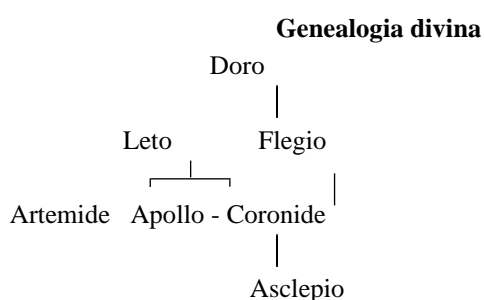 Genealogia divina
Doro
Leto Flegio
Artemide Apollo - Coronide
Asclepio